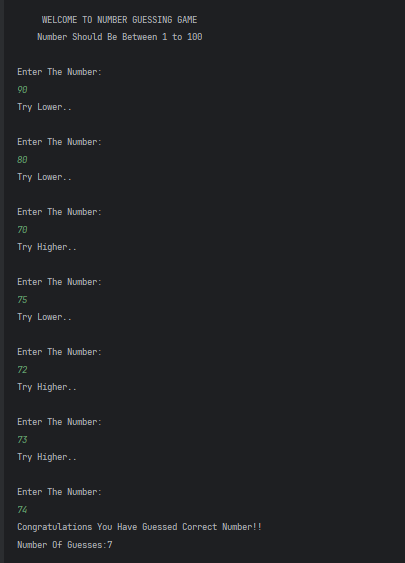 WELCOME TO NUMBER GUESSING GAME
Number Should Be Between 1 to 100
Enter The Number:
90
Try Lower..
Enter The Number:
80
Try Lower..
Enter The Number:
70
Try Higher..
Enter The Number:
75
Try Lower..
Enter The Number:
72
Try Higher..
Enter The Number:
73
Try Higher..
Enter The Number:
74
Congratulations You Have Guessed Correct Number!!
Number Of Guesses:7